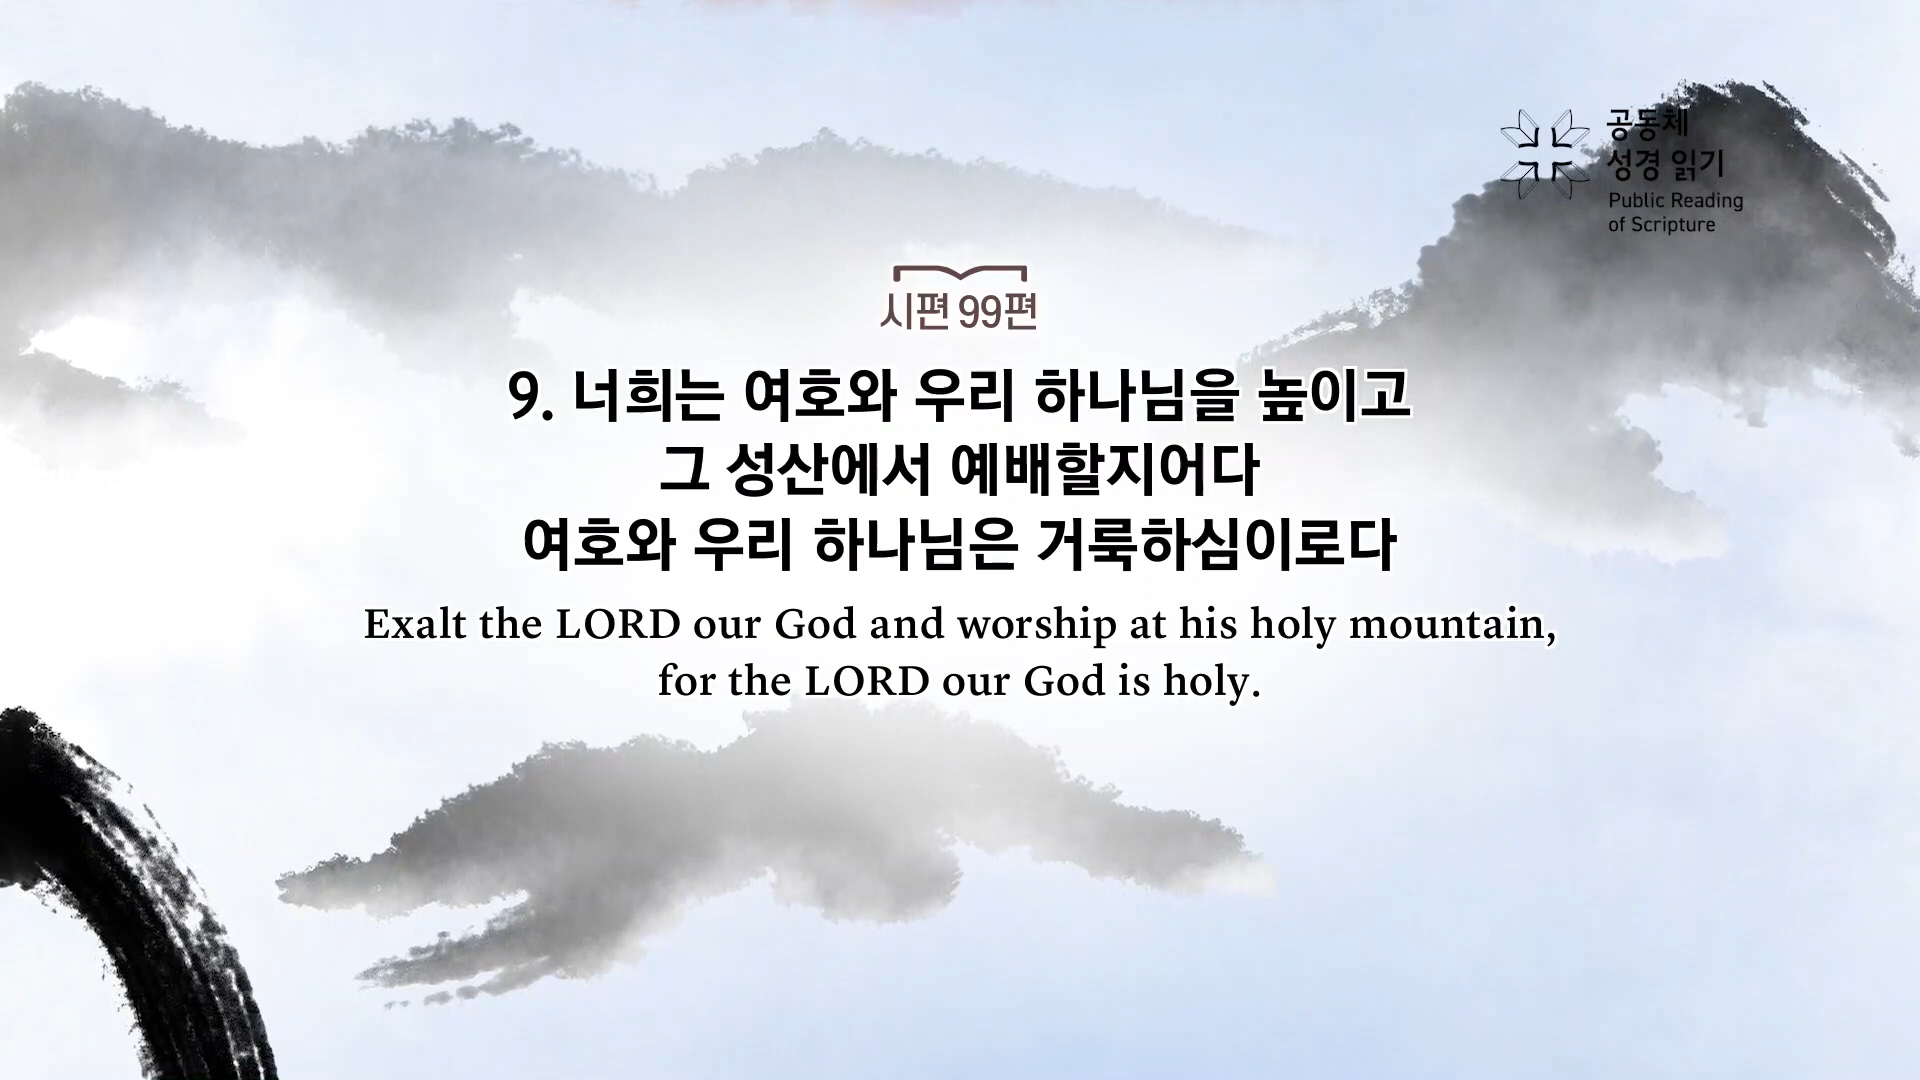 공동체
성경 읽기
Public Reading
of Scripture
시편 99편
9. 너희는 여호와 우리 하나님을 높이고
그 성산에서 예배할지어다
여호와 우리 하나님은 거룩하심이로다
Exalt the LORD our God and worship at his holy mountain,
for the LORD our God is holy.